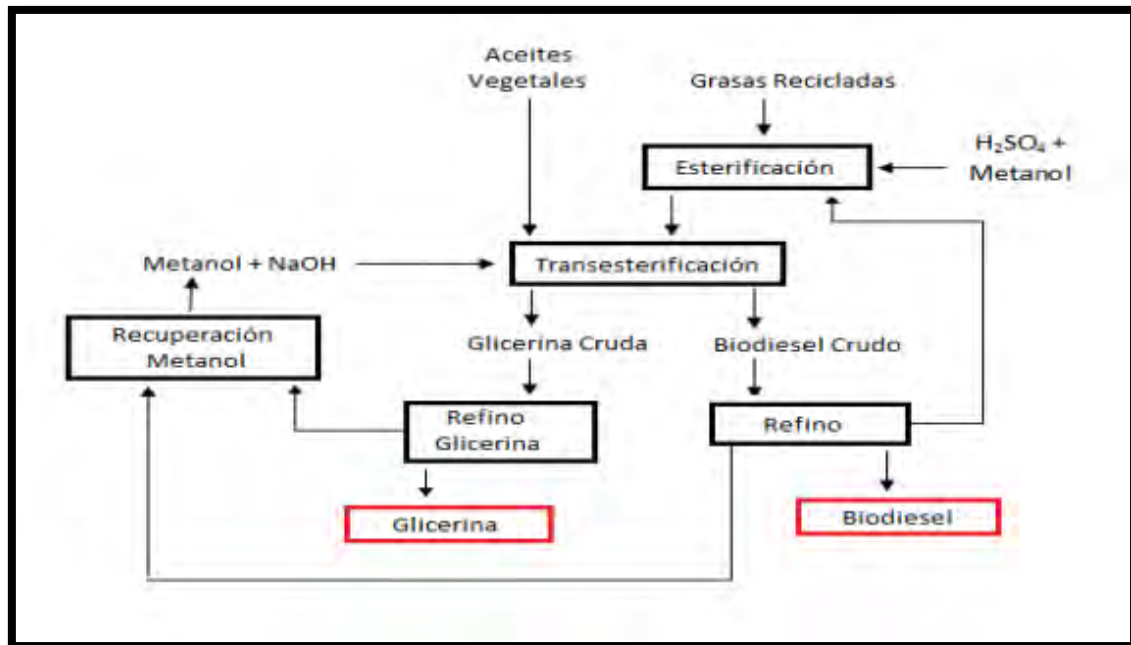 Aceites
Vegetales
Grasas Recicladas
H₂SO₄ +
Metanol
Esterificación
Metanol + NaOH
Transesterificación
Recuperación
Metanol
Glicerina Cruda
Biodiesel Crudo
Refino
Glicerina
Refino
Glicerina
Biodiesel